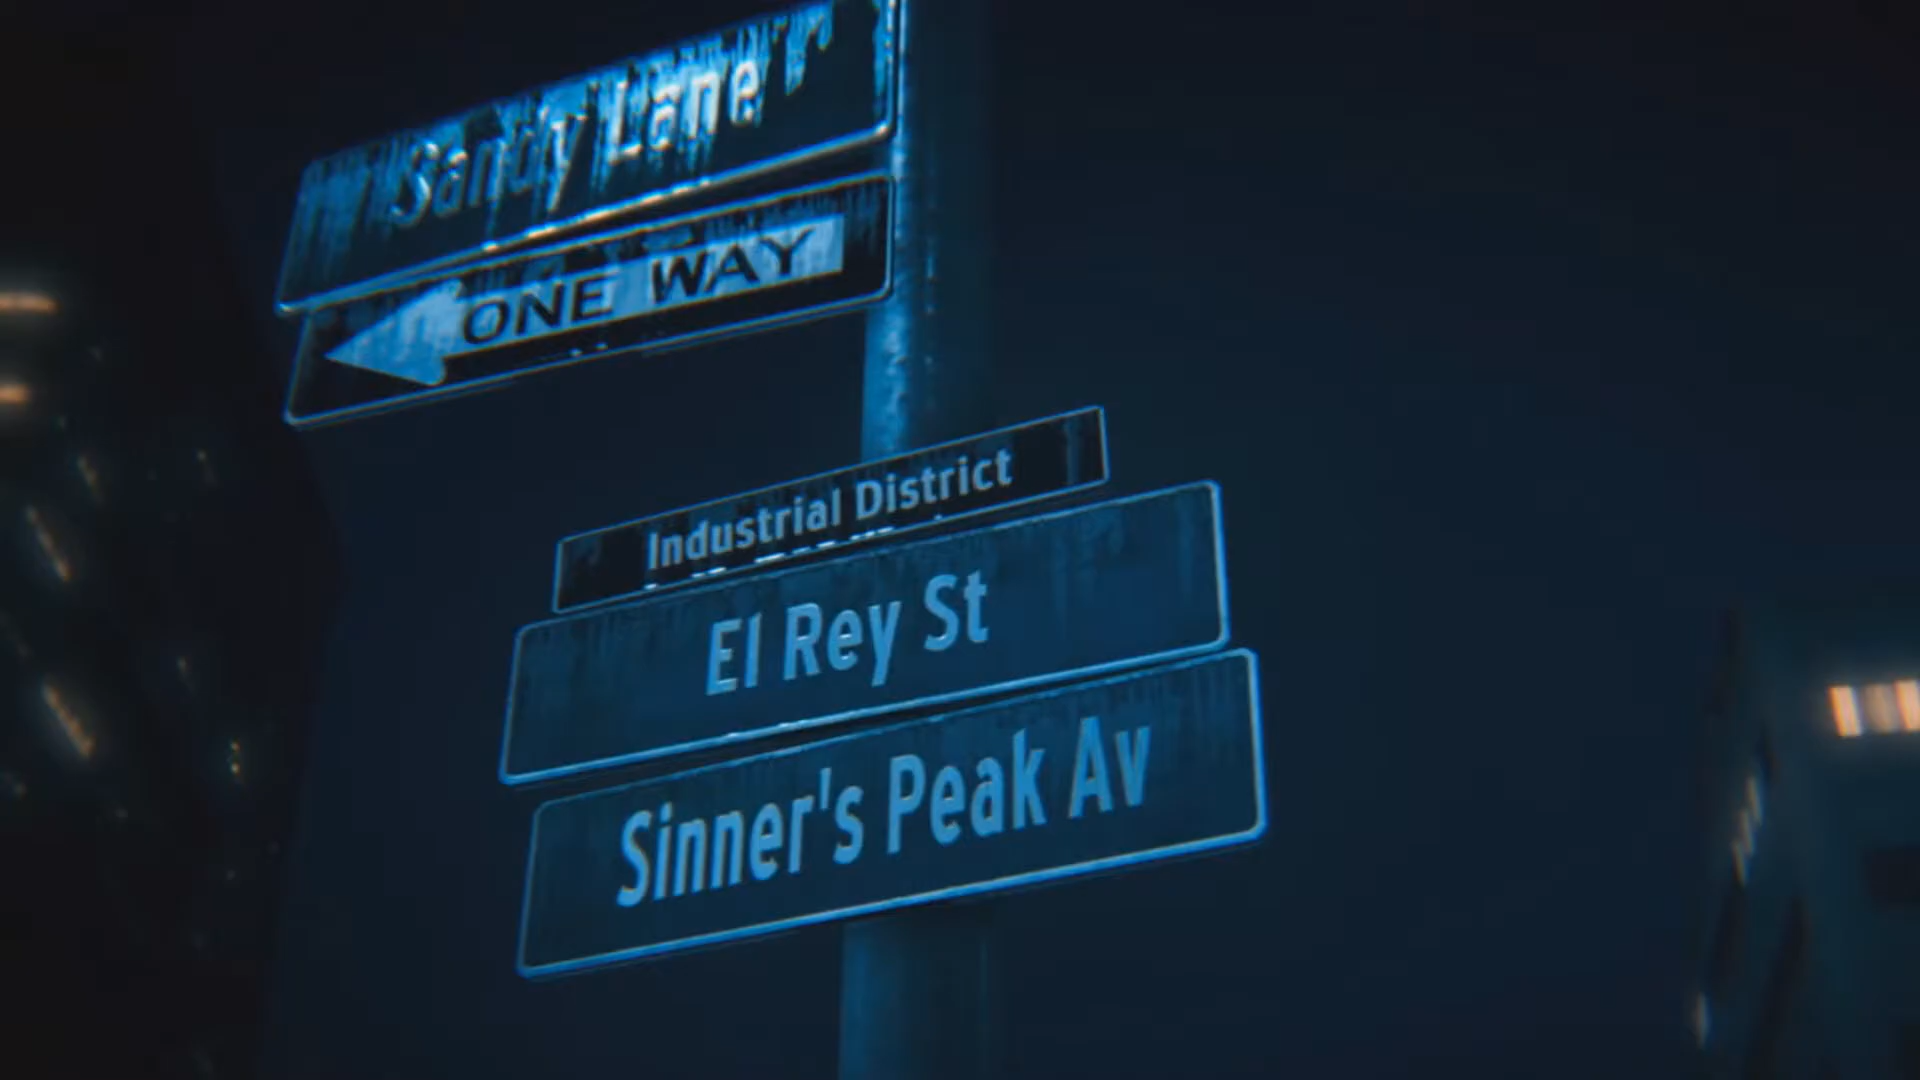 Sandy Lane
ONE WAY
Industrial District
El Rey St
Sinner's Peak Av